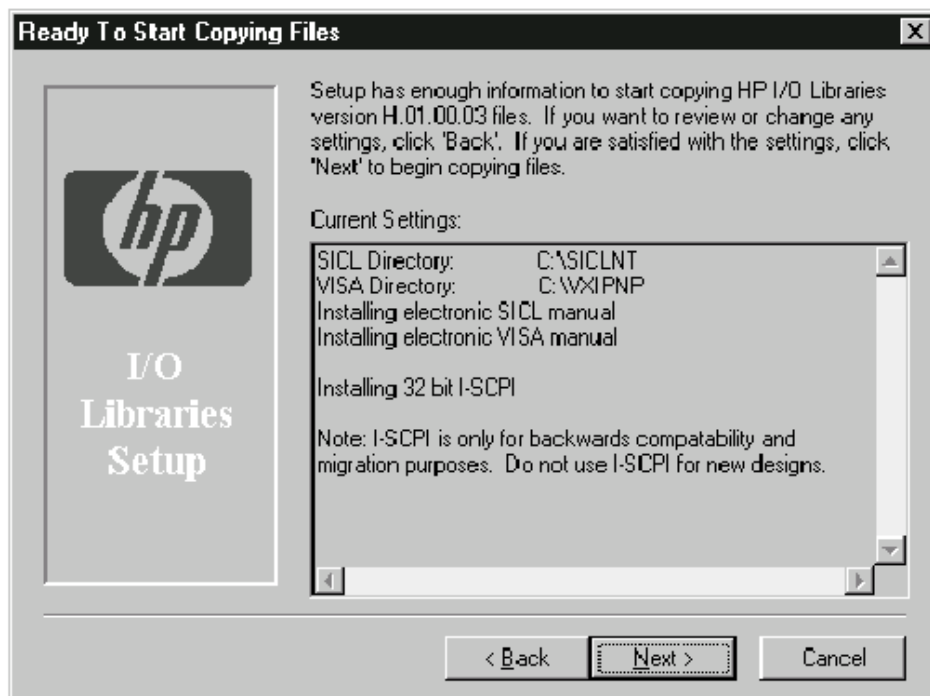 Ready To Start Copying Files
Setup has enough information to start copying HP I/O Libraries
version H.01.00.03 files. If you want to review or change any
settings, click 'Back'. If you are satisfied with the settings, click
'Next' to begin copying files.
hp
I/O
Libraries
Setup
Current Settings:
SICL Directory: C:\SICLNT
VISA Directory: C:\VXIPNP
Installing electronic SICL manual
Installing electronic VISA manual
Installing 32 bit I-SCPI
Note: I-SCPI is only for backwards compatability and
migration purposes. Do not use I-SCPI for new designs.
< Back Next > Cancel